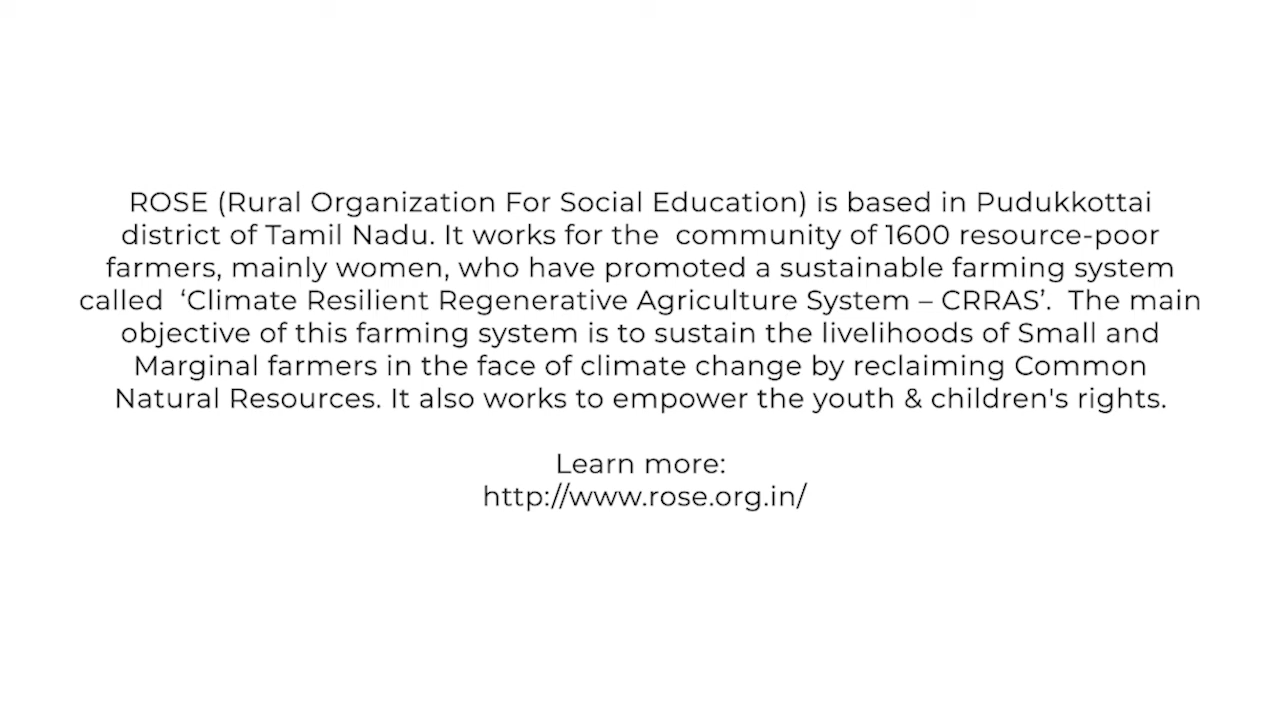 ROSE (Rural Organization For Social Education) is based in Pudukkottai
district of Tamil Nadu. It works for the  community of 1600 resource-poor
farmers, mainly women, who have promoted a sustainable farming system
called  ‘Climate Resilient Regenerative Agriculture System – CRRAS’.  The main
objective of this farming system is to sustain the livelihoods of Small and
Marginal farmers in the face of climate change by reclaiming Common
Natural Resources. It also works to empower the youth & children's rights.
Learn more:
http://www.rose.org.in/